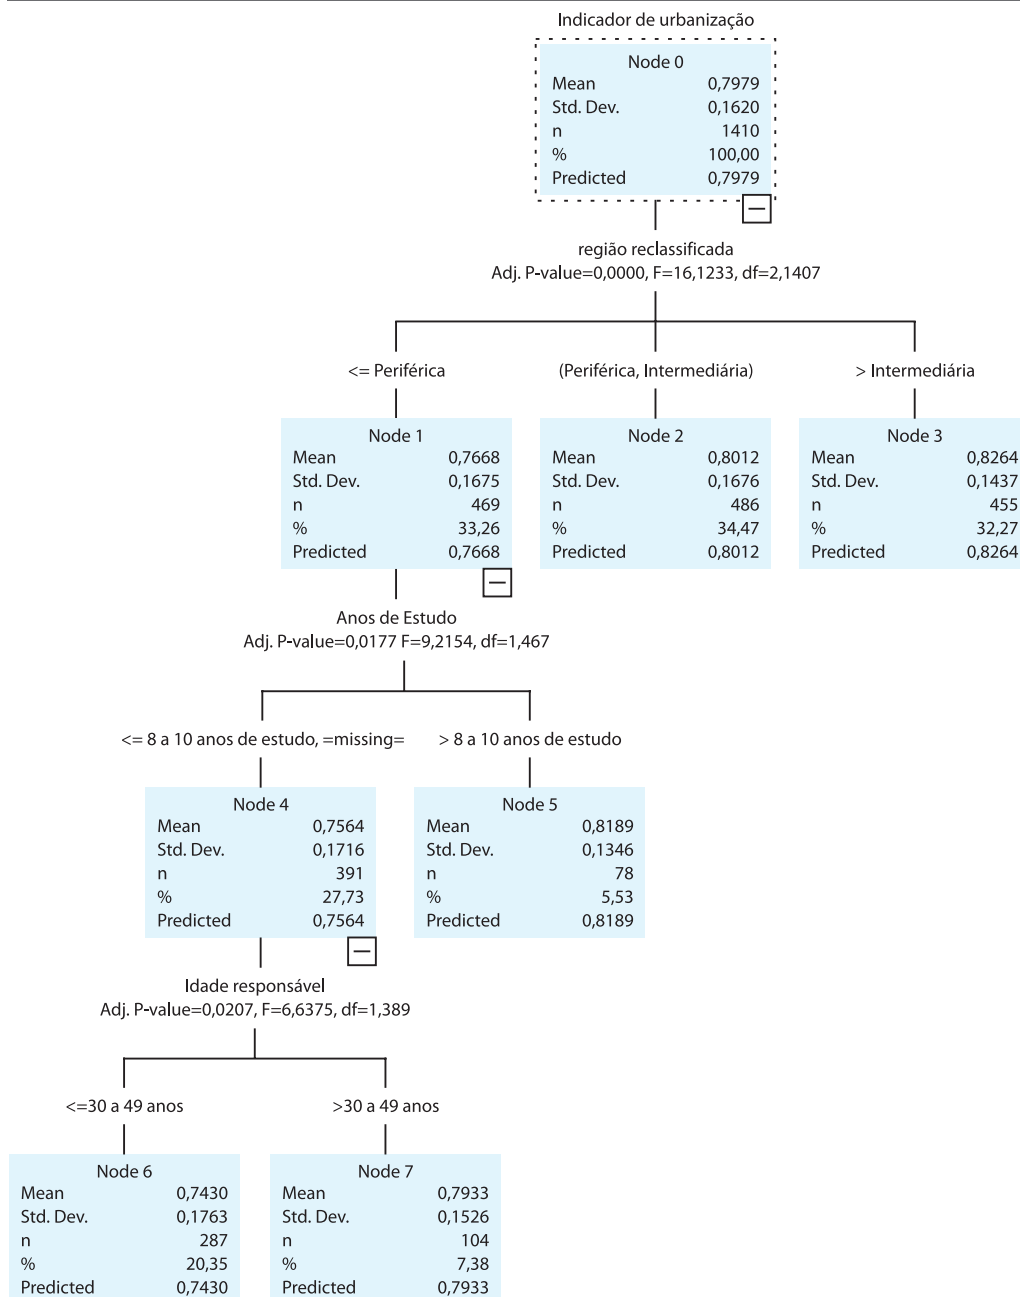 Indicador de urbanização
Node 0
Mean 0,7979
Std. Dev. 0,1620
n 1410
% 100,00
Predicted 0,7979
região reclassificada
Adj. P-value=0,0000, F=16,1233, df=2,1407
<= Periférica
(Periférica, Intermediária)
> Intermediária
Node 1
Mean 0,7668
Std. Dev. 0,1675
n 469
% 33,26
Predicted 0,7668
Node 2
Mean 0,8012
Std. Dev. 0,1676
n 486
% 34,47
Predicted 0,8012
Node 3
Mean 0,8264
Std. Dev. 0,1437
n 455
% 32,27
Predicted 0,8264
Anos de Estudo
Adj. P-value=0,0177 F=9,2154, df=1,467
<= 8 a 10 anos de estudo, =missing=
> 8 a 10 anos de estudo
Node 4
Mean 0,7564
Std. Dev. 0,1716
n 391
% 27,73
Predicted 0,7564
Node 5
Mean 0,8189
Std. Dev. 0,1346
n 78
% 5,53
Predicted 0,8189
Idade responsável
Adj. P-value=0,0207, F=6,6375, df=1,389
<=30 a 49 anos
>30 a 49 anos
Node 6
Mean 0,7430
Std. Dev. 0,1763
n 287
% 20,35
Predicted 0,7430
Node 7
Mean 0,7933
Std. Dev. 0,1526
n 104
% 7,38
Predicted 0,7933